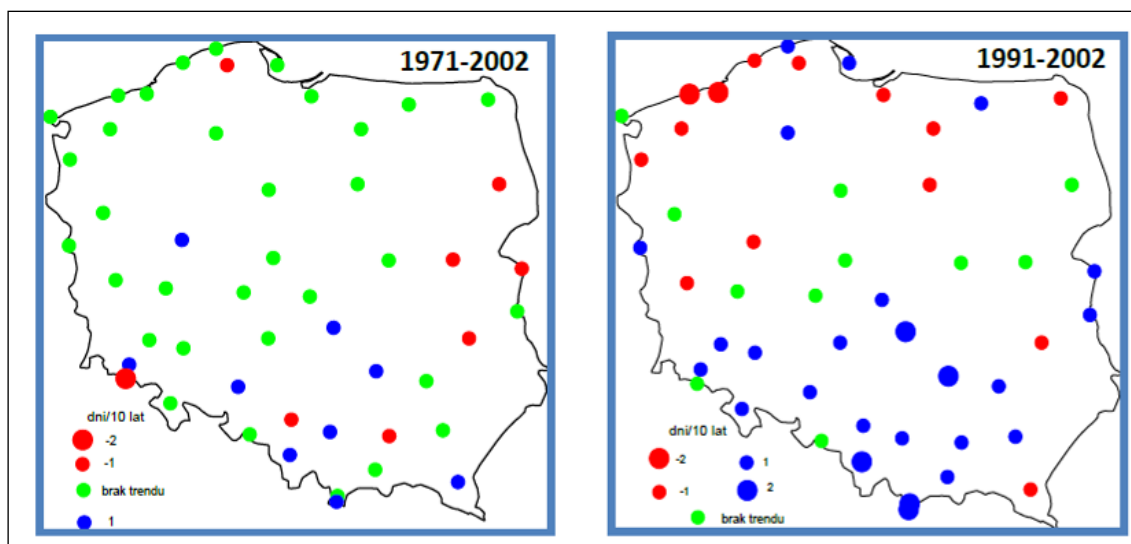 1971-2002
dni/10 lat
-2
-1
brak trendu
1
1991-2002
dni/10 lat
-2
1
-1
2
brak trendu